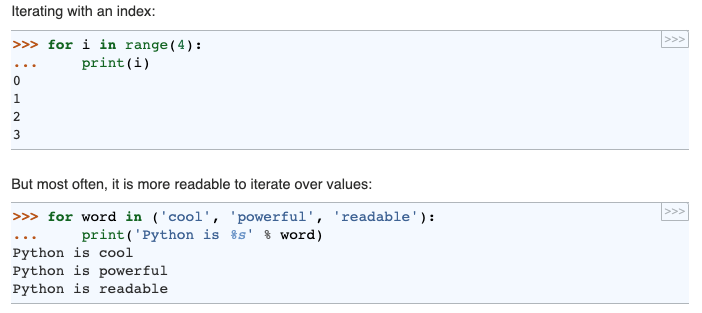 Iterating with an index:
>>> for i in range(4):
>>>
...     print(i)
0
1
2
3
But most often, it is more readable to iterate over values:
>>> for word in ('cool', 'powerful', 'readable'):
>>>
...     print('Python is %s' % word)
Python is cool
Python is powerful
Python is readable